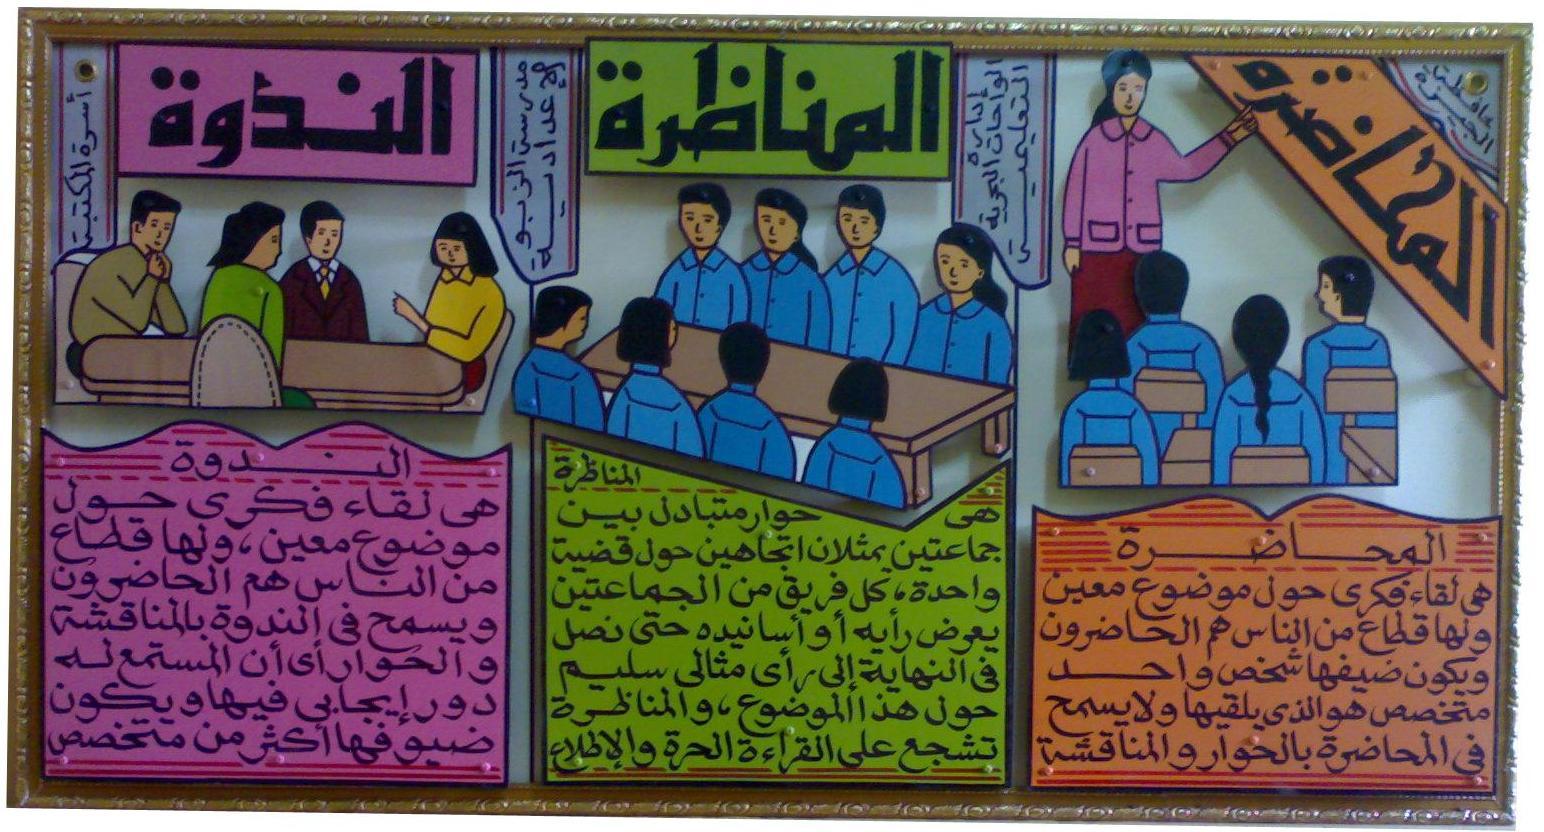 محافظة
الجيزة
المحاضرة
إدارة
الواحات البحرية
التعليمية
المناظرة
مدرسة الزبو
الإعدادية
الندوة
أسرة المكتبة
المحاضرة
هى لقاء فكرى حول موضوع معين
ولها قطاع من الناس هم الحاضرون
ويكون ضيفها شخص واحد
متخصص هو الذى يلقيها ولا يسمح
فى المحاضرة بالحوار والمناقشة
المناظرة
هى حوار متبادل بين
جماعتين يمثلان اتجاهين حول قضية
واحدة، كل فريق من الجماعتين
يعرض رأيه أو أسانيده حتى نصل
فى النهاية إلى رأى مثالى سليم
حول هذا الموضوع، والمناظرة
تشجع على القراءة الحرة والإطلاع
الندوة
هى لقاء فكرى حول
موضوع معين، ولها قطاع
من الناس هم الحاضرون
ويسمح فى الندوة بالمناقشة
والحوار أى أن المستمع له
دور إيجابي فيها ويكون
ضيوفها أكثر من متخصص